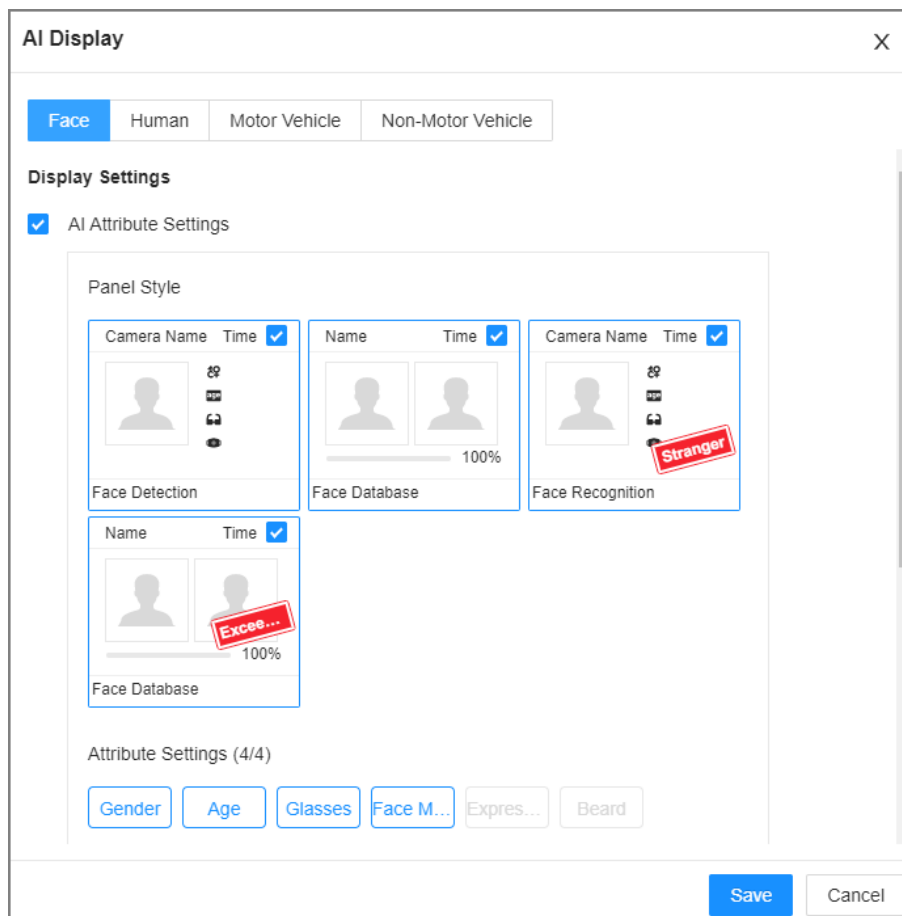 AI Display
X
Face Human Motor Vehicle Non-Motor Vehicle
Display Settings
AI Attribute Settings
Panel Style
Camera Name Time Name Time Camera Name Time
age age
100%
Stranger
Face Detection Face Database Face Recognition
Name Time
Excee...
100%
Face Database
Attribute Settings (4/4)
Gender Age Glasses Face M... Expres... Beard
Save Cancel